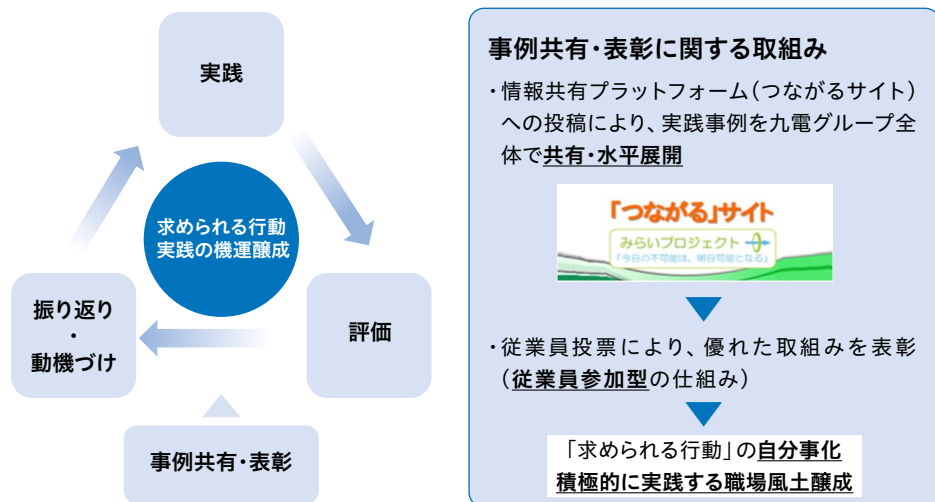 実践
求められる行動
実践の機運醸成
振り返り
・
動機づけ
評価
事例共有・表彰
事例共有・表彰に関する取組み
・情報共有プラットフォーム（つながるサイト）
への投稿により、実践事例を九電グループ全
体で共有・水平展開
「つながる」サイト
みらいプロジェクト
「今日の不可能は、明日可能となる」
・従業員投票により、優れた取組みを表彰
（従業員参加型の仕組み）
「求められる行動」の自分事化
積極的に実践する職場風土醸成